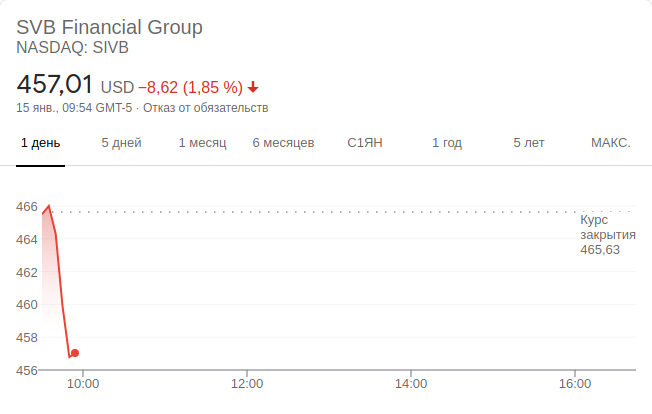 SVB Financial Group
NASDAQ: SIVB
457,01 USD −8,62 (1,85 %)
15 янв., 09:54 GMT-5 · Отказ от обязательств
1 день 5 дней 1 месяц 6 месяцев С1ЯН 1 год 5 лет МАКС.
466
Курс
закрытия
465,63
464
462
460
458
456
10:00 12:00 14:00 16:00